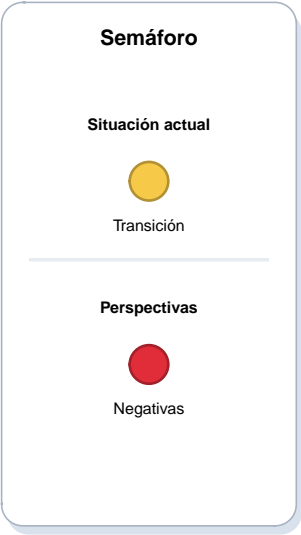 Semáforo
Situación actual
Transición
Perspectivas
Negativas